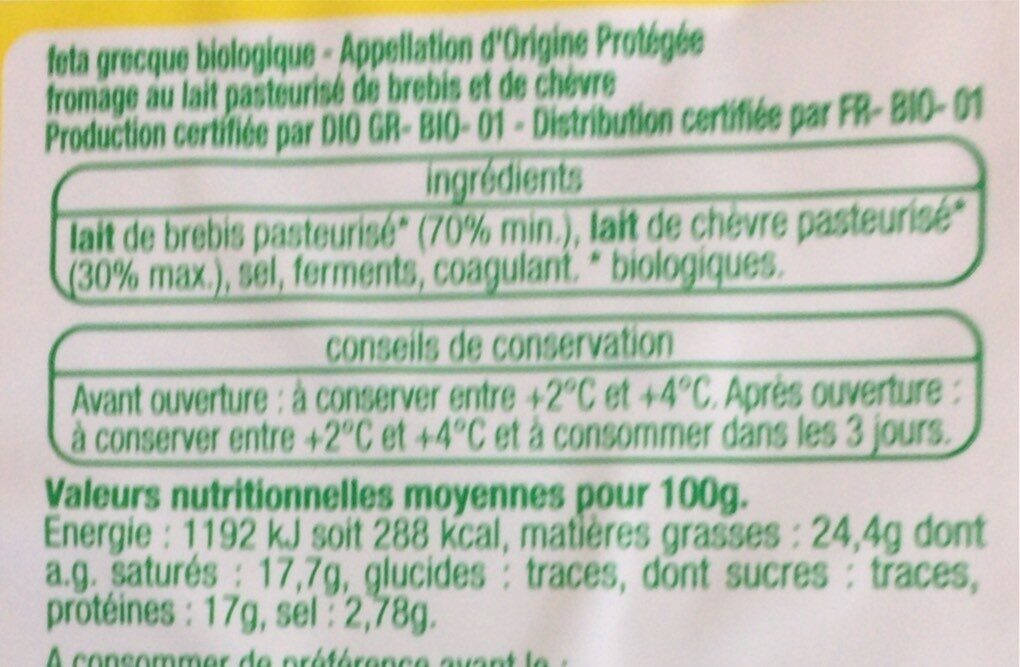 feta grecque biologique - Appellation d'Origine Protégée
fromage au lait pasteurisé de brebis et de chèvre
Production certifiée par DIO GR- BIO- 01 - Distribution certifiée par FR- BIO- 01
ingrédients
lait de brebis pasteurisé* (70% min.), lait de chèvre pasteurisé*
(30% max.), sel, ferments, coagulant. * biologiques.
conseils de conservation
Avant ouverture : à conserver entre +2°C et +4°C. Après ouverture :
à conserver entre +2°C et +4°C et à consommer dans les 3 jours.
Valeurs nutritionnelles moyennes pour 100g.
Energie : 1192 kJ soit 288 kcal, matières grasses : 24,4g dont
a.g. saturés : 17,7g, glucides : traces, dont sucres : traces,
protéines : 17g, sel : 2,78g.
A consommer de préférence avant le :